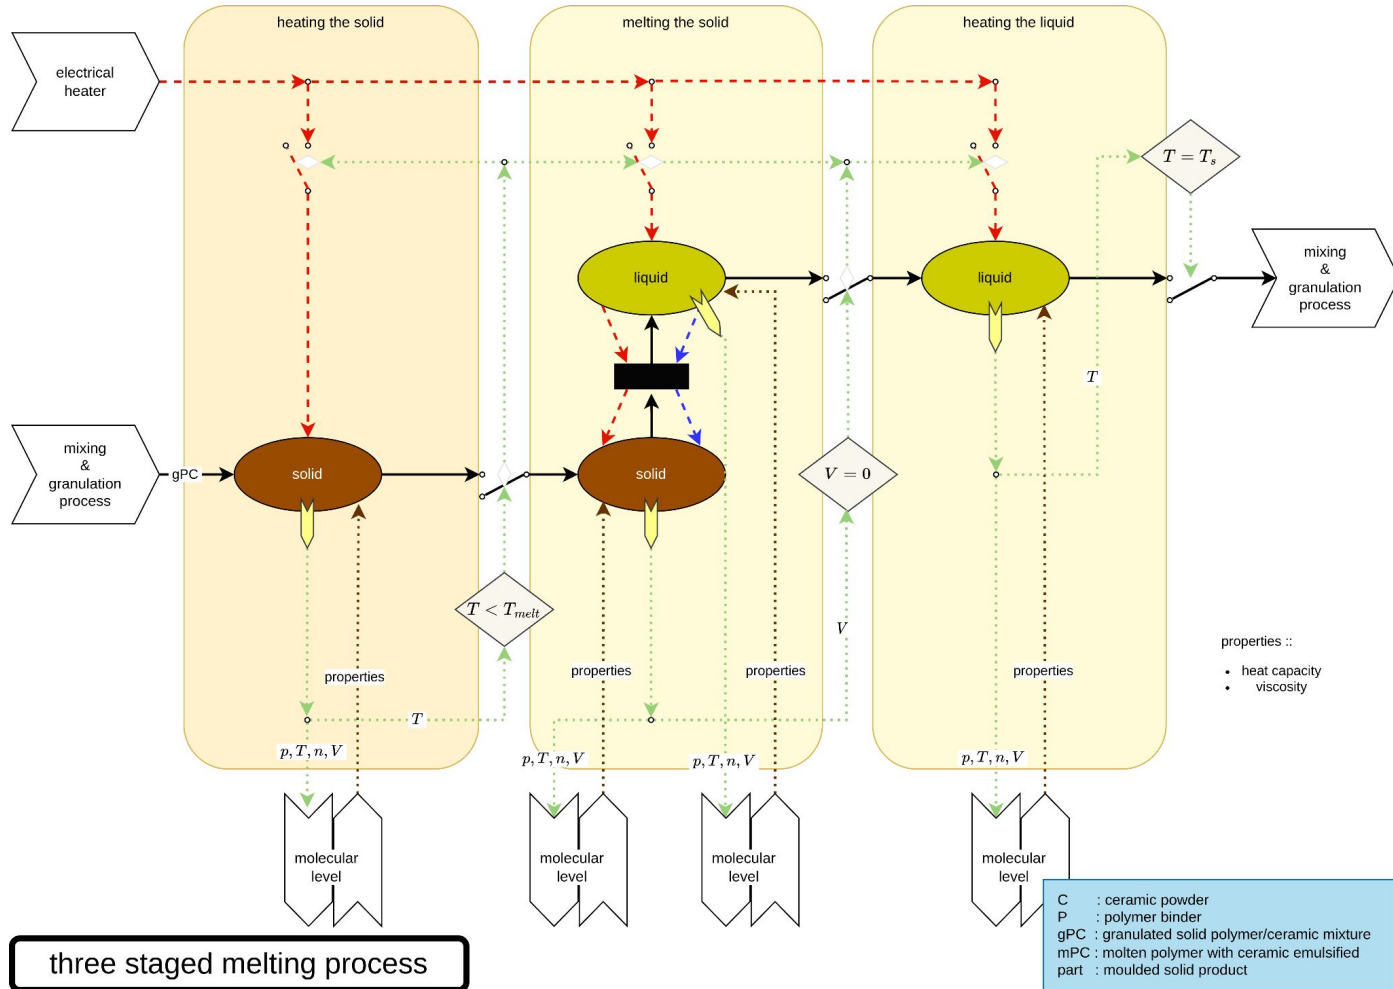 heating the solid
melting the solid
heating the liquid
electrical
heater
T = Tₛ
mixing
&
granulation
process
liquid
liquid
T
mixing
&
granulation
process
gPC
solid
solid
V = 0
T < Tₘₑₗₜ
V
properties
properties
properties
properties
T
p, T, n, V
p, T, n, V
p, T, n, V
p, T, n, V
properties ::
• heat capacity
• viscosity
molecular
level
molecular
level
molecular
level
molecular
level
C : ceramic powder
P : polymer binder
gPC : granulated solid polymer/ceramic mixture
mPC : molten polymer with ceramic emulsified
part : moulded solid product
three staged melting process